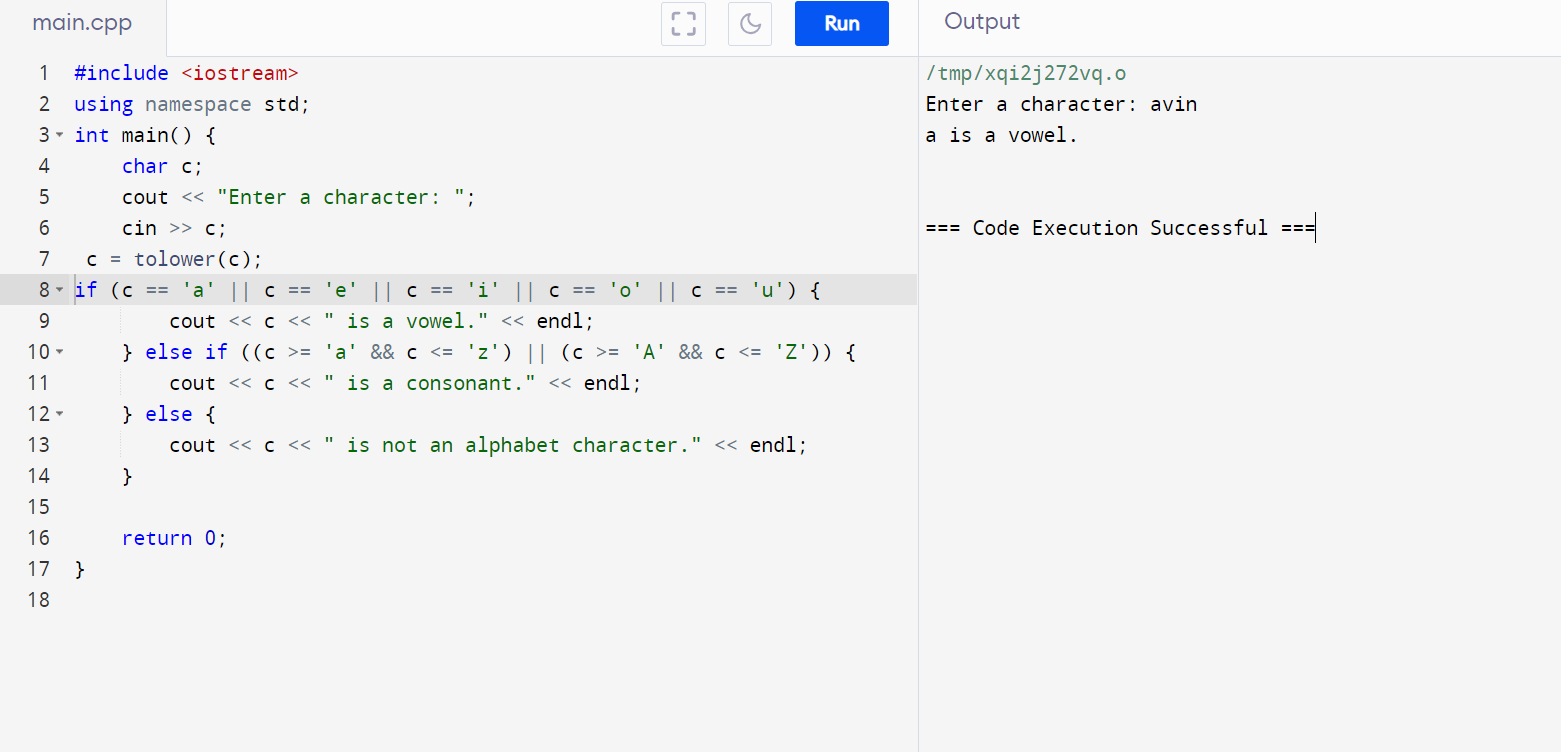 main.cpp
Run
Output
1 #include <iostream>
2 using namespace std;
3 int main() {
4     char c;
5     cout << "Enter a character: ";
6     cin >> c;
7  c = tolower(c);
8 if (c == 'a' || c == 'e' || c == 'i' || c == 'o' || c == 'u') {
9         cout << c << " is a vowel." << endl;
10     } else if ((c >= 'a' && c <= 'z') || (c >= 'A' && c <= 'Z')) {
11         cout << c << " is a consonant." << endl;
12     } else {
13         cout << c << " is not an alphabet character." << endl;
14     }
15
16     return 0;
17 }
18
/tmp/xqi2j272vq.o
Enter a character: avin
a is a vowel.
=== Code Execution Successful ===